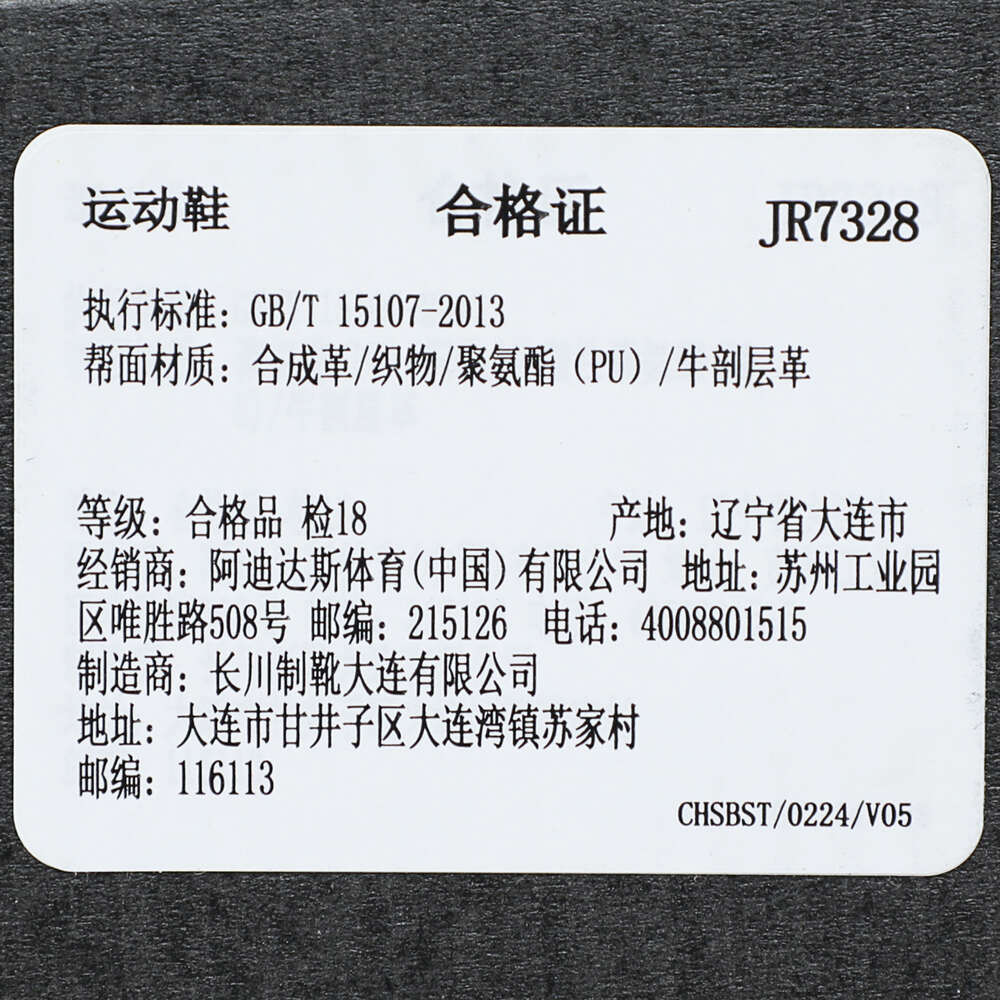 运动鞋 合格证 JR7328
执行标准：GB/T 15107-2013
帮面材质：合成革/织物/聚氨酯（PU）/牛剖层革
等级：合格品 检18 产地：辽宁省大连市
经销商：阿迪达斯体育(中国)有限公司 地址：苏州工业园
区唯胜路508号 邮编：215126 电话：4008801515
制造商：长川制靴大连有限公司
地址：大连市甘井子区大连湾镇苏家村
邮编：116113
CHSBST/0224/V05